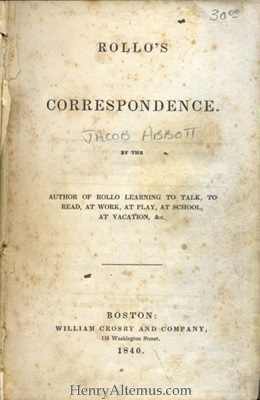 30 00
ROLLO'S
CORRESPONDENCE.
JACOB ABBOTT
BY THE
AUTHOR OF ROLLO LEARNING TO TALK, TO
READ, AT WORK, AT PLAY, AT SCHOOL,
AT VACATION, &c.
BOSTON:
WILLIAM CROSBY AND COMPANY,
118 Washington Street.
1840.
HenryAltemus.com